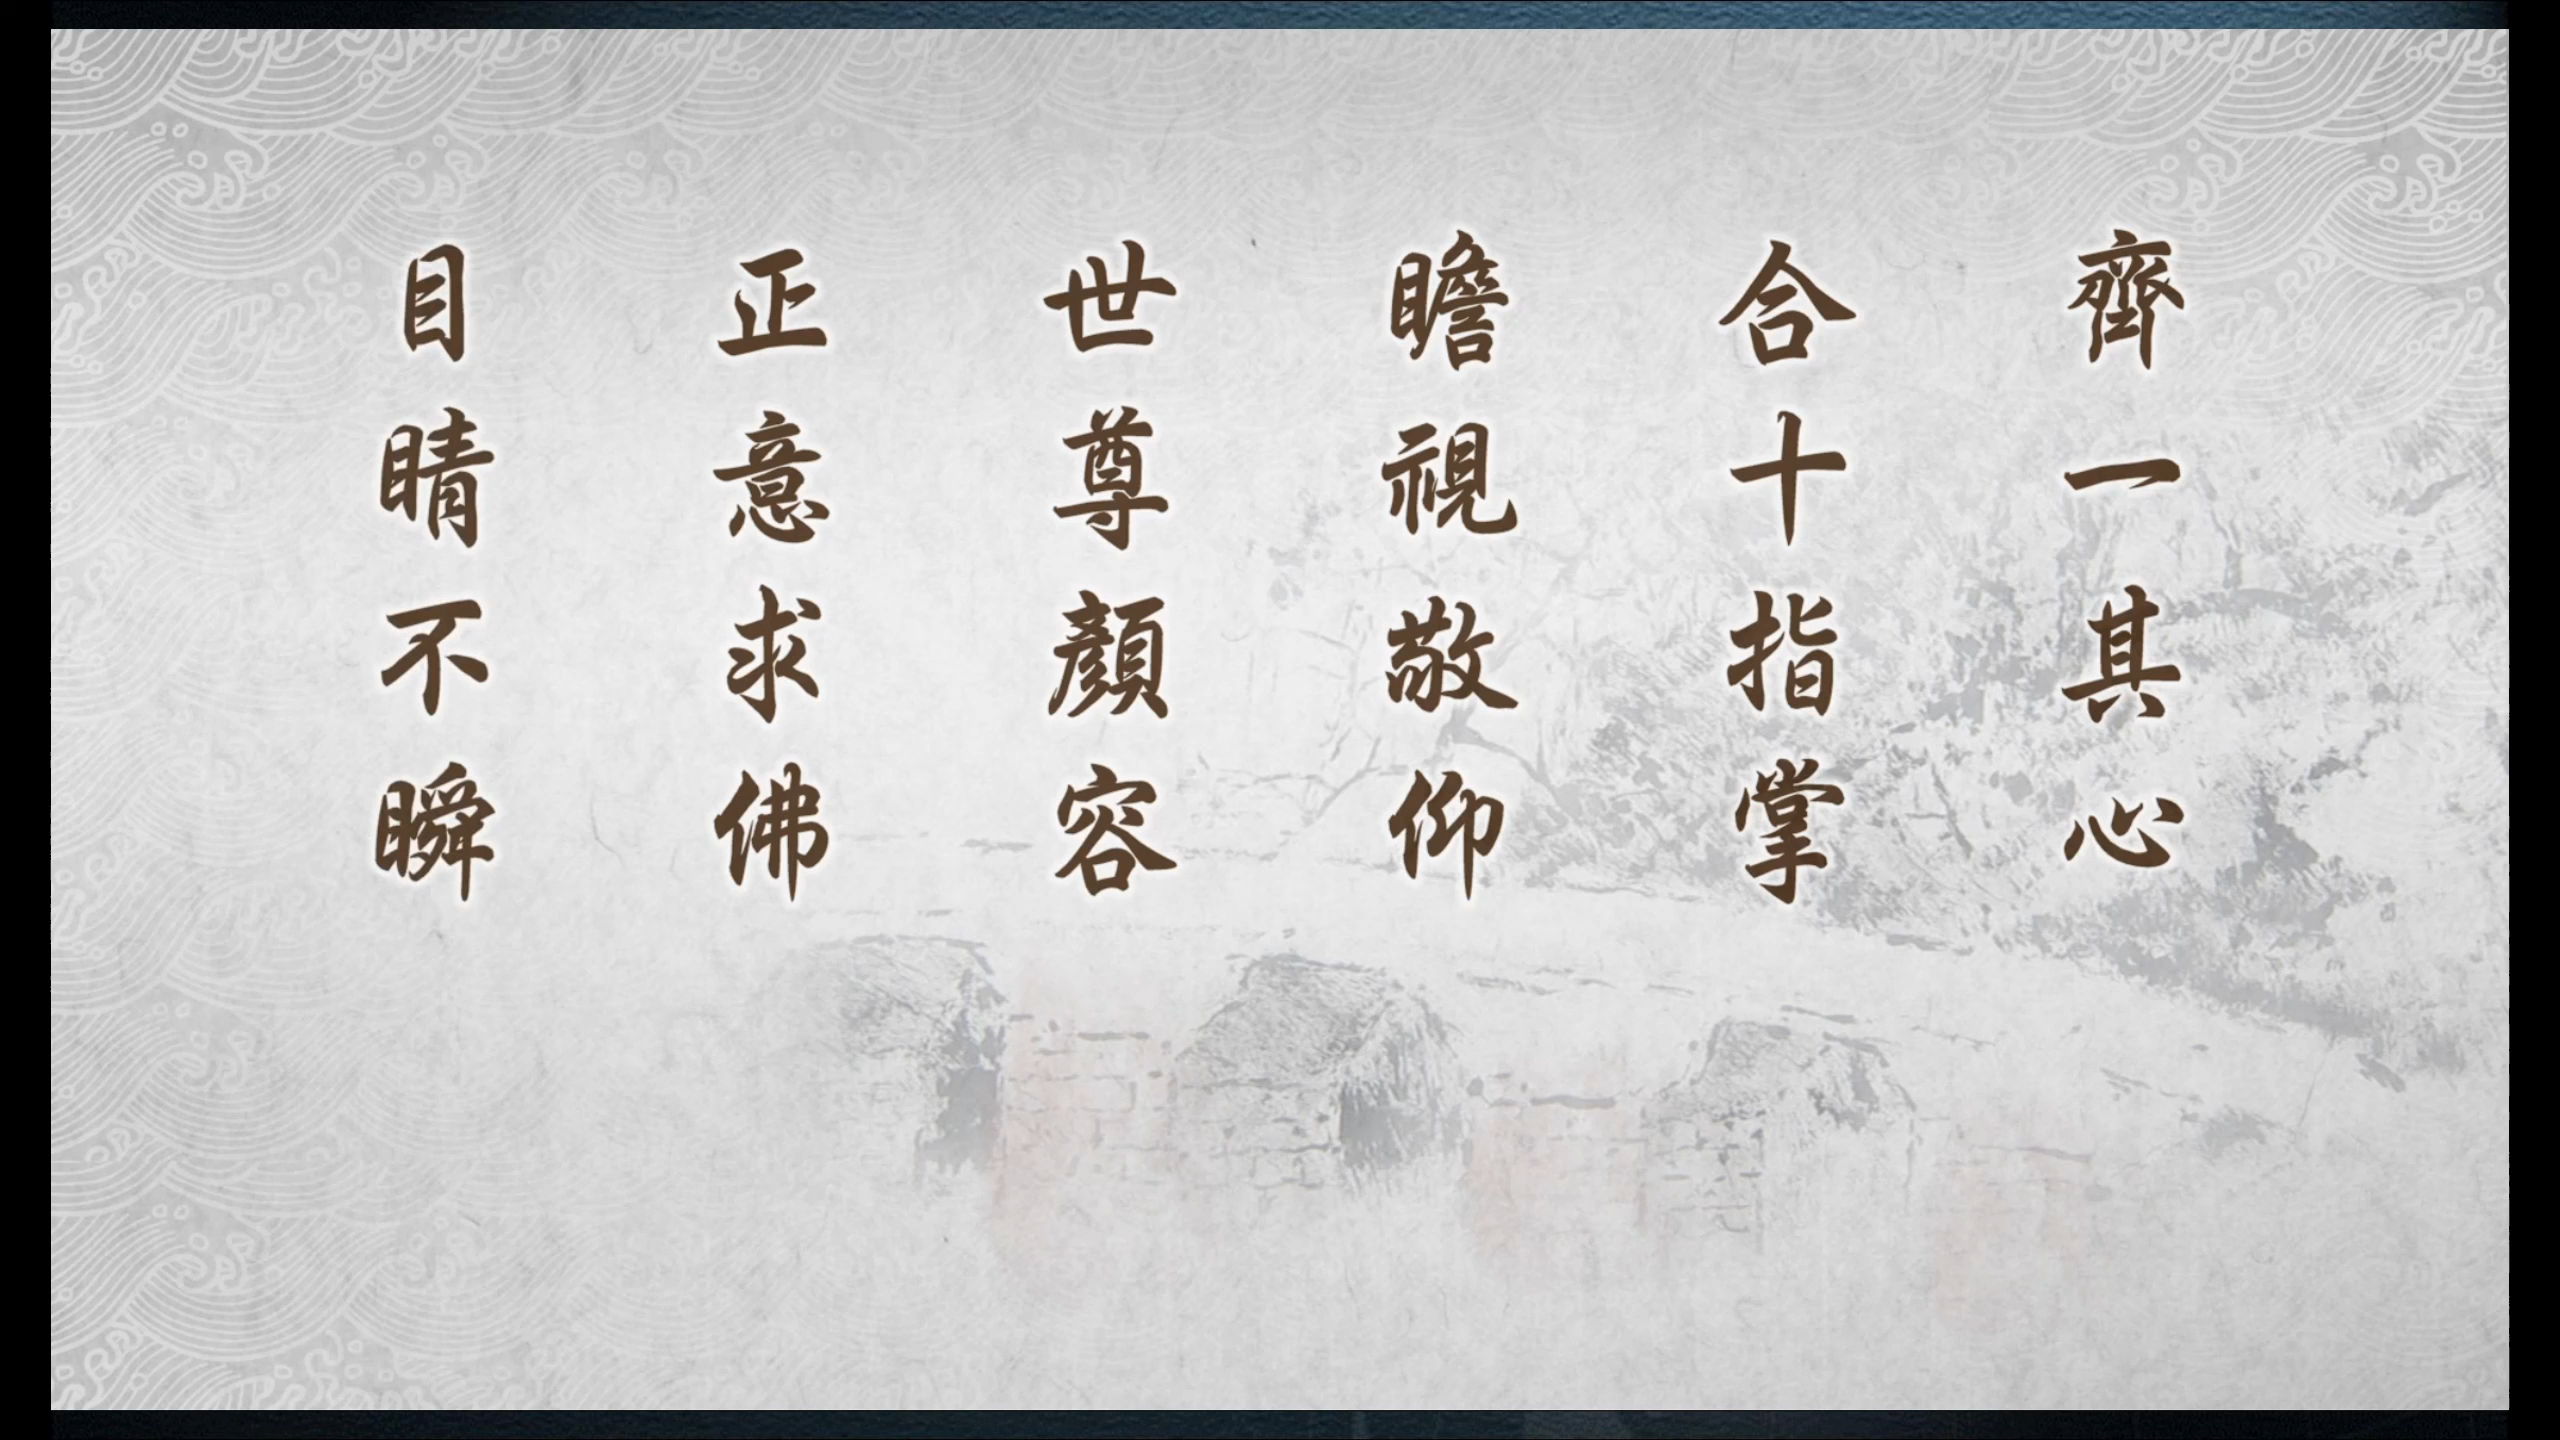 齊一其心
合十指掌
瞻視敬仰
世尊顏容
正意求佛
目睛不瞬